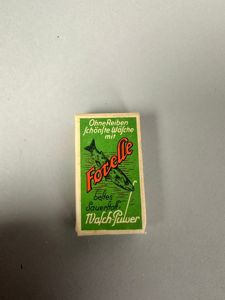 Ohne Reiben
schönste Wäsche
mit
Forelle
bestes
Sauerstoff-
Wasch-Pulver